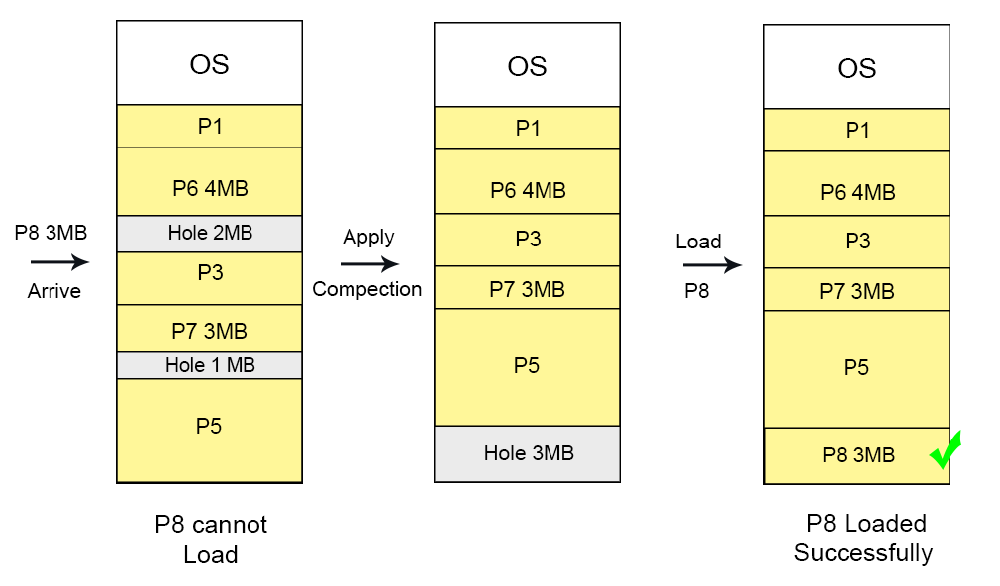 OS
P1
P6 4MB
Hole 2MB
P3
P7 3MB
Hole 1 MB
P5
P8 cannot
Load
P8 3MB
Arrive
OS
P1
P6 4MB
P3
P7 3MB
P5
Hole 3MB
Apply
Compection
OS
P1
P6 4MB
P3
P7 3MB
P5
P8 3MB
Load
P8
P8 Loaded
Successfully